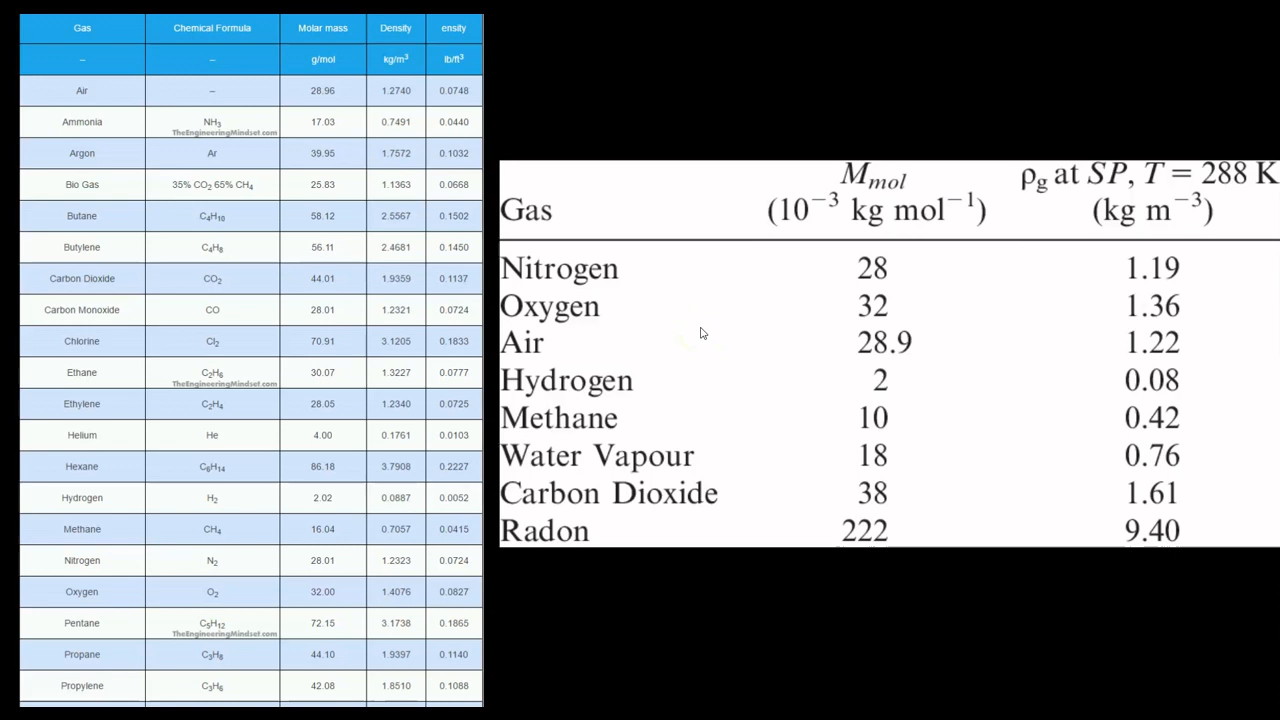 Gas Chemical Formula Molar mass Density ensity
– – g/mol kg/m³ lb/ft³
Air – 28.96 1.2740 0.0748
Ammonia NH₃ 17.03 0.7491 0.0440
TheEngineeringMindset.com
Argon Ar 39.95 1.7572 0.1032
Bio Gas 35% CO₂ 65% CH₄ 25.83 1.1363 0.0668
Butane C₄H₁₀ 58.12 2.5567 0.1502
Butylene C₄H₈ 56.11 2.4681 0.1450
Carbon Dioxide CO₂ 44.01 1.9359 0.1137
Carbon Monoxide CO 28.01 1.2321 0.0724
Chlorine Cl₂ 70.91 3.1205 0.1833
Ethane C₂H₆ 30.07 1.3227 0.0777
TheEngineeringMindset.com
Ethylene C₂H₄ 28.05 1.2340 0.0725
Helium He 4.00 0.1761 0.0103
Hexane C₆H₁₄ 86.18 3.7908 0.2227
Hydrogen H₂ 2.02 0.0887 0.0052
Methane CH₄ 16.04 0.7057 0.0415
Nitrogen N₂ 28.01 1.2323 0.0724
Oxygen O₂ 32.00 1.4076 0.0827
Pentane C₅H₁₂ 72.15 3.1738 0.1865
TheEngineeringMindset.com
Propane C₃H₈ 44.10 1.9397 0.1140
Propylene C₃H₆ 42.08 1.8510 0.1088
M_mol ρg at SP, T = 288 K
Gas (10⁻³ kg mol⁻¹) (kg m⁻³)
Nitrogen 28 1.19
Oxygen 32 1.36
Air 28.9 1.22
Hydrogen 2 0.08
Methane 10 0.42
Water Vapour 18 0.76
Carbon Dioxide 38 1.61
Radon 222 9.40